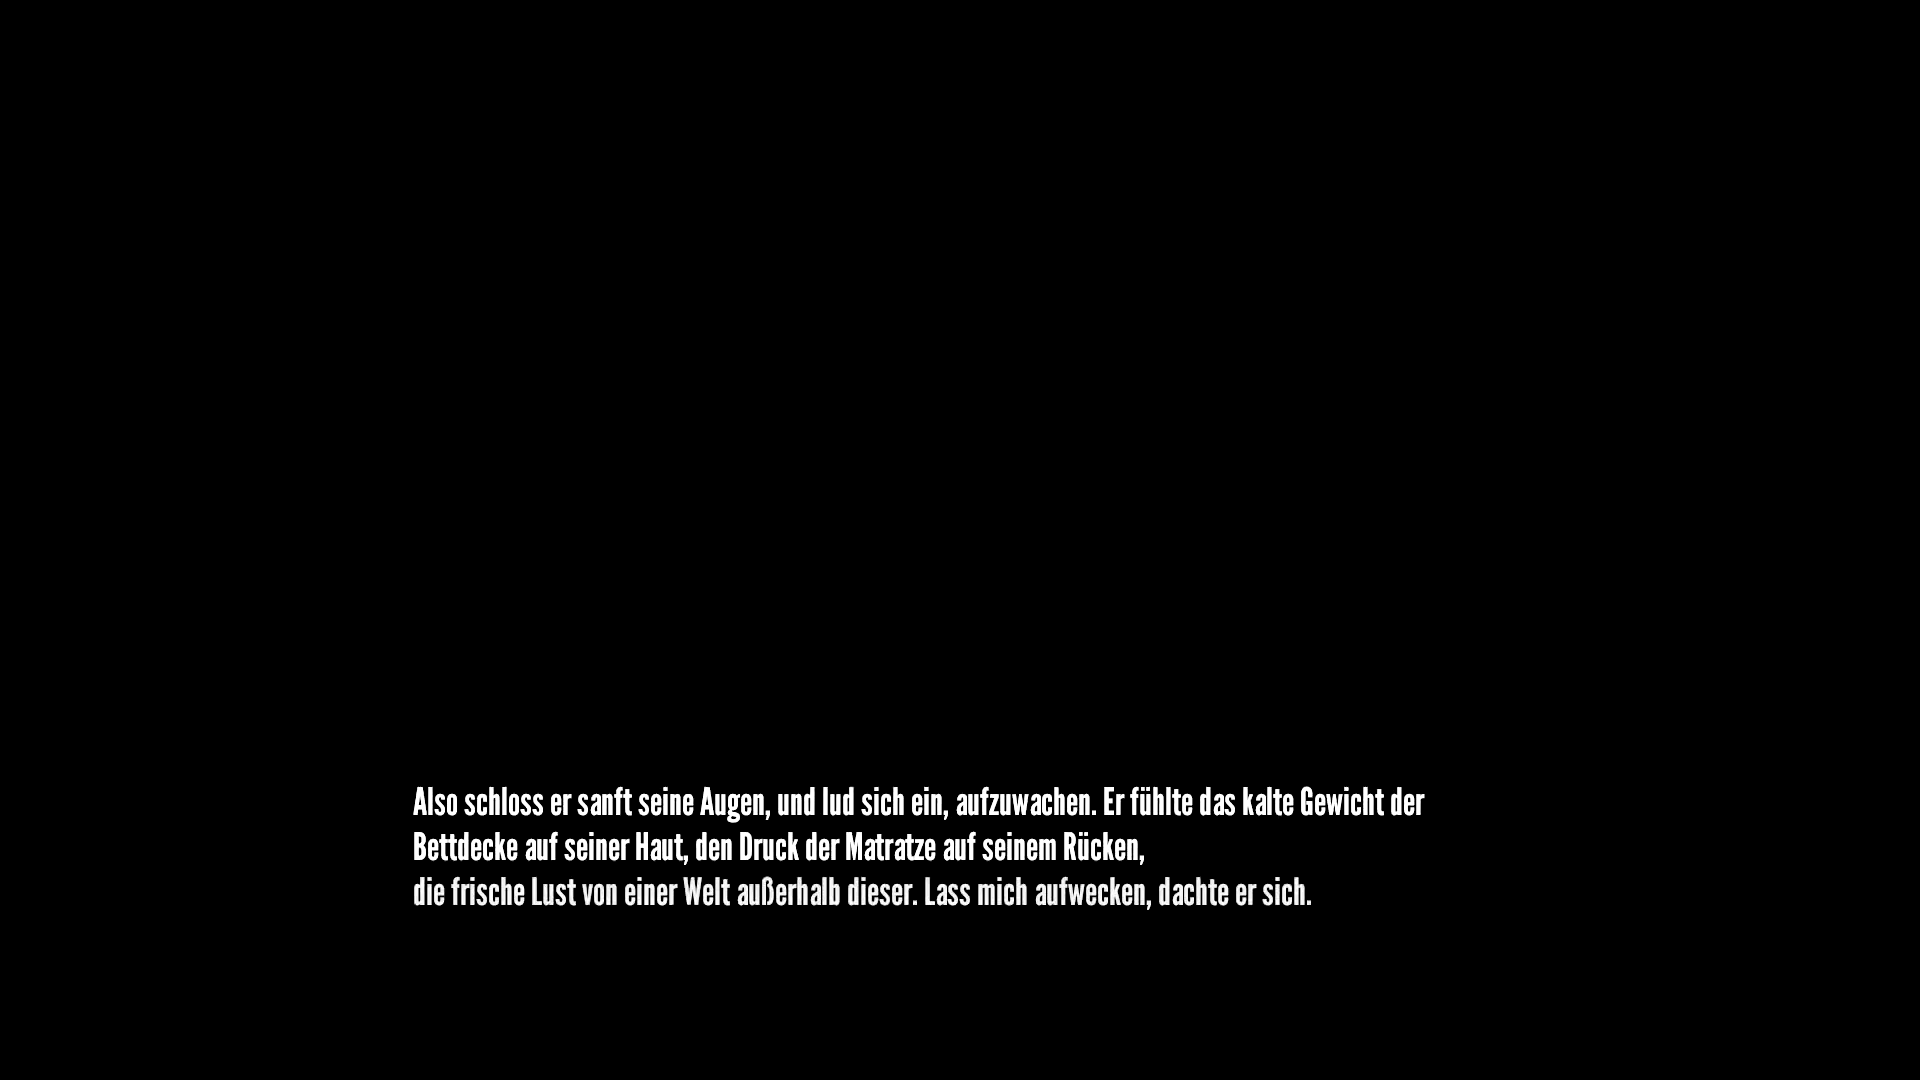 Also schloss er sanft seine Augen, und lud sich ein, aufzuwachen. Er fühlte das kalte Gewicht der
Bettdecke auf seiner Haut, den Druck der Matratze auf seinem Rücken,
die frische Lust von einer Welt außerhalb dieser. Lass mich aufwecken, dachte er sich.